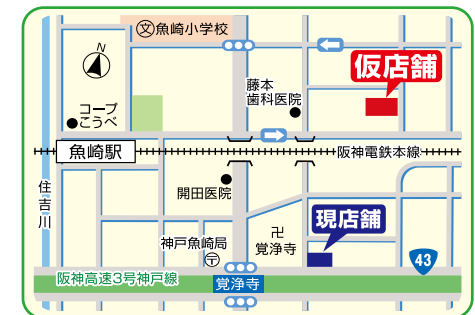 文 魚崎小学校
N
仮店舗
藤本
歯科医院
コープ
こうべ
魚崎駅
阪神電鉄本線
開田医院
住吉川
現店舗
卍
覚浄寺
神戸魚崎局
〒
43
阪神高速3号神戸線
覚浄寺